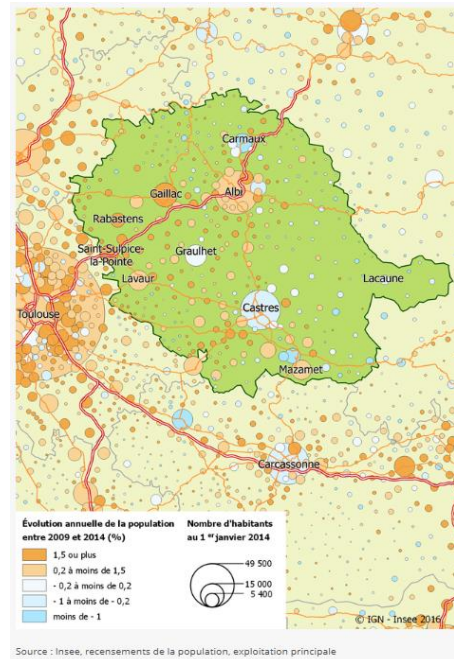 Carmaux
Gaillac
Albi
Rabastens
Saint-Sulpice-
la-Pointe
Graulhet
Lavaur
Lacaune
Toulouse
Castres
Mazamet
Carcassonne
Évolution annuelle de la population
entre 2009 et 2014 (%)
1,5 ou plus
0,2 à moins de 1,5
- 0,2 à moins de 0,2
- 1 à moins de - 0,2
moins de - 1
Nombre d'habitants
au 1er janvier 2014
49 500
15 000
5 400
© IGN - Insee 2016
Source : Insee, recensements de la population, exploitation principale